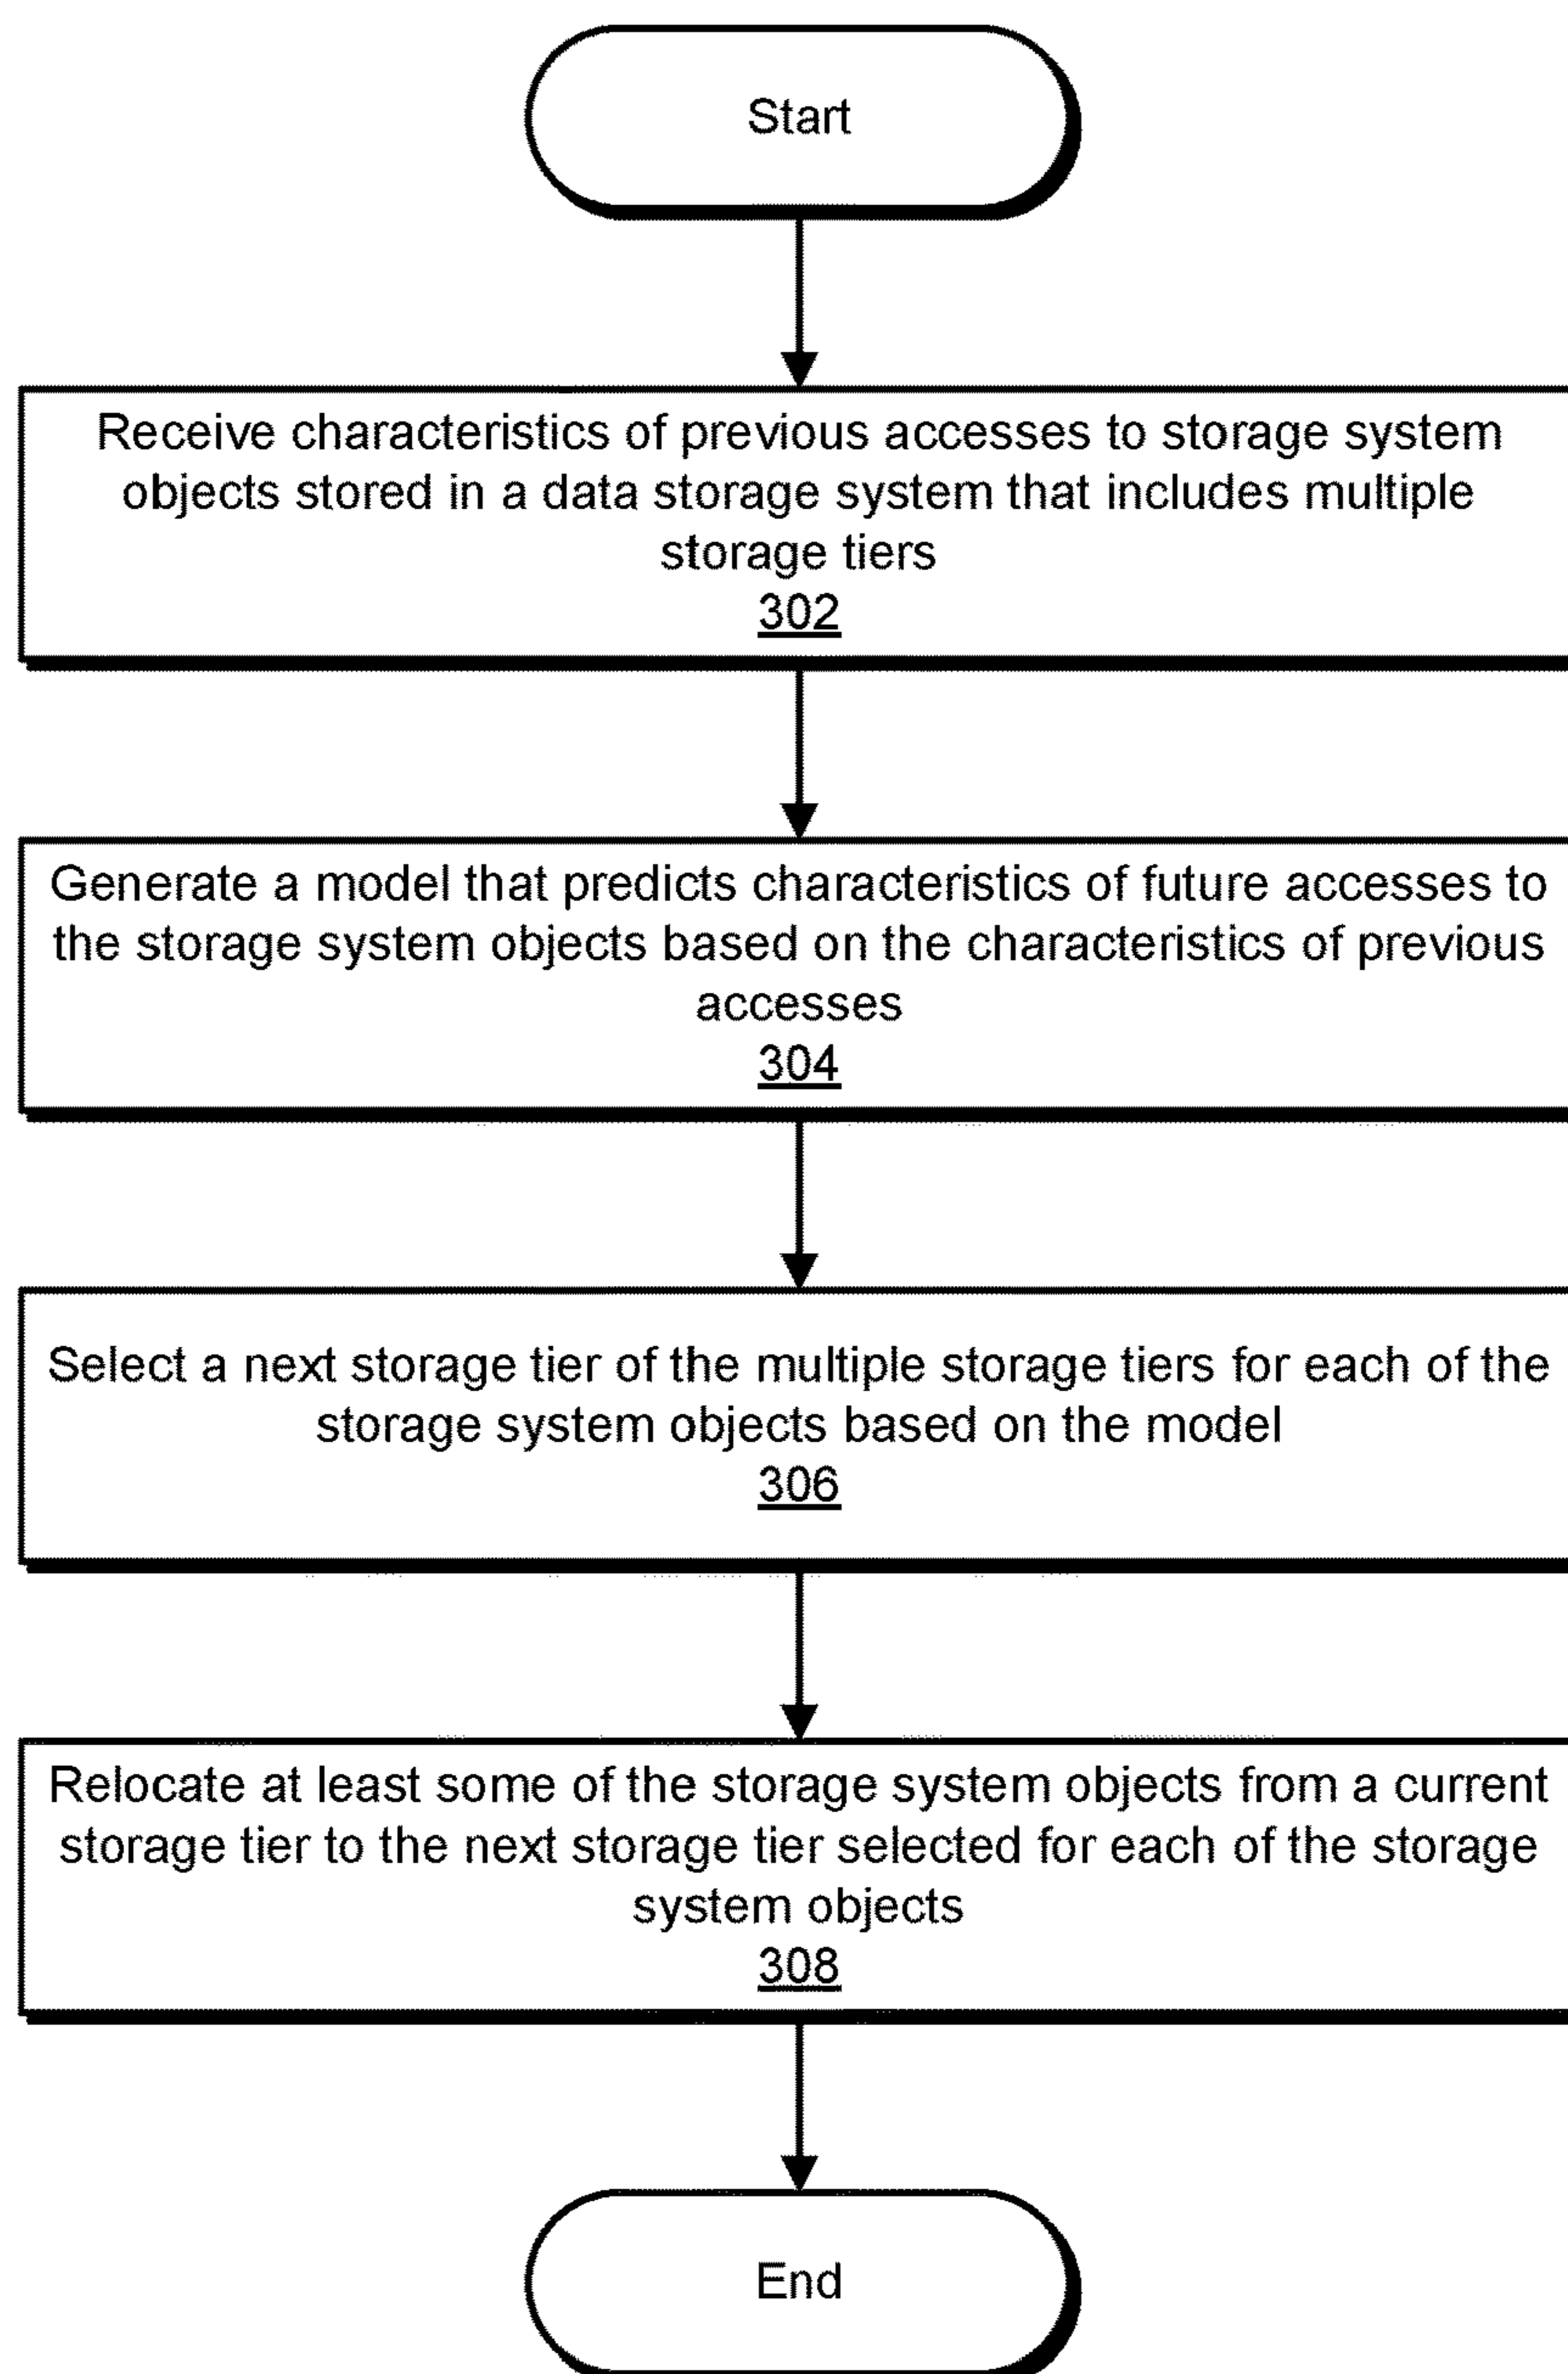 Start
Receive characteristics of previous accesses to storage system
objects stored in a data storage system that includes multiple
storage tiers
302
Generate a model that predicts characteristics of future accesses to
the storage system objects based on the characteristics of previous
accesses
304
Select a next storage tier of the multiple storage tiers for each of the
storage system objects based on the model
306
Relocate at least some of the storage system objects from a current
storage tier to the next storage tier selected for each of the storage
system objects
308
End